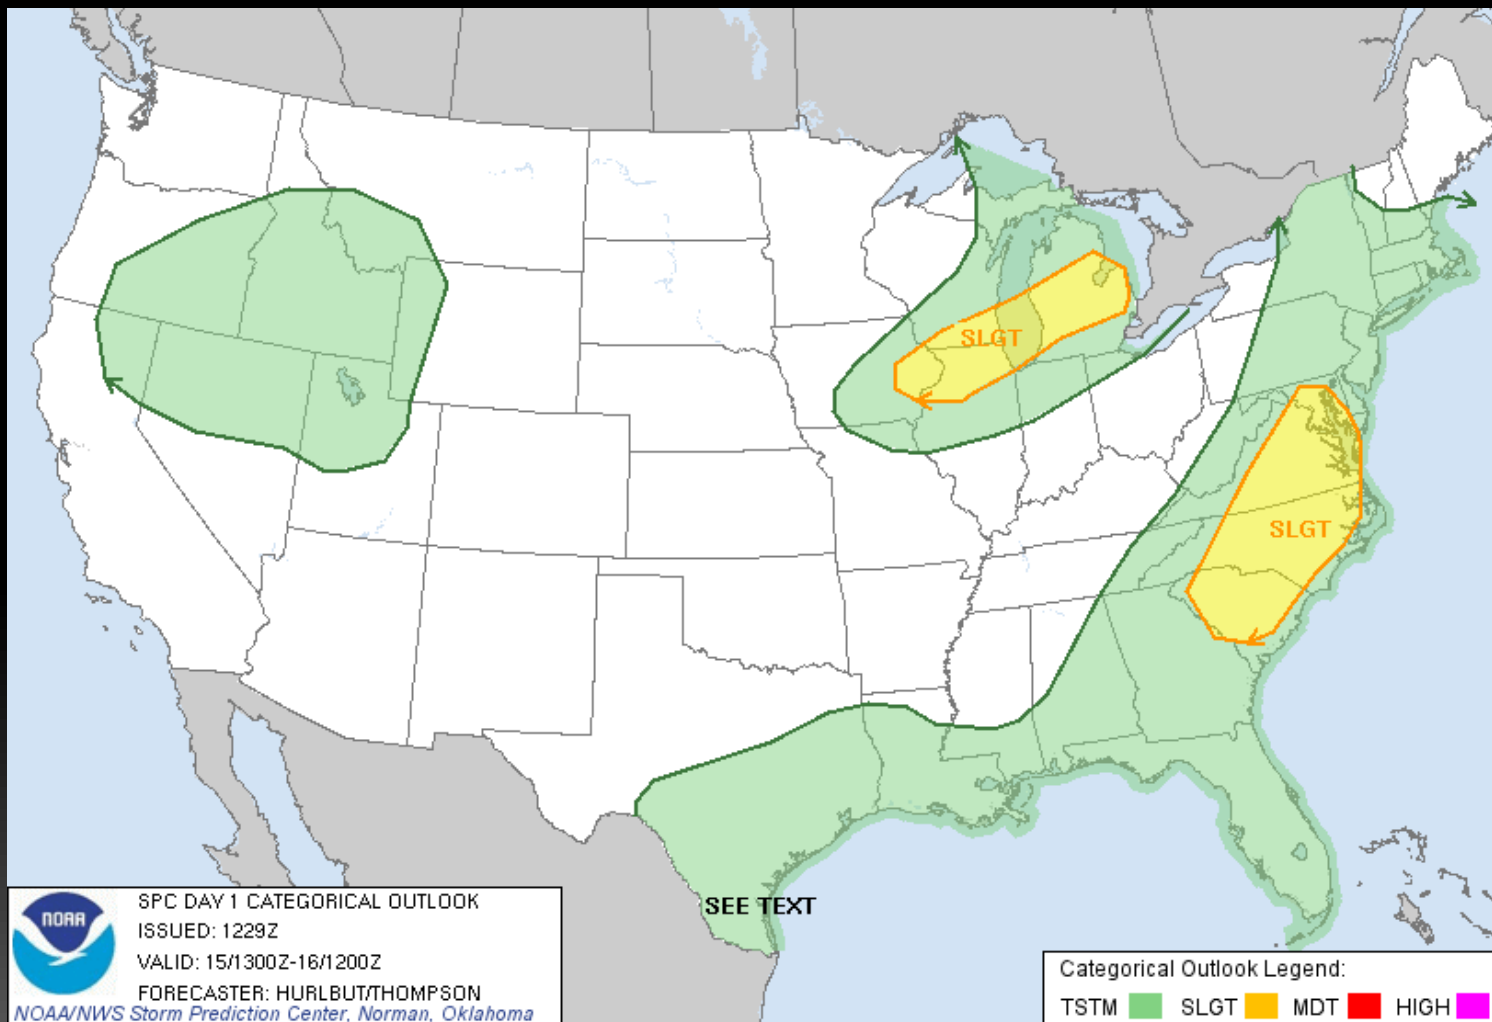 SLGT
SLGT
SEE TEXT
NOAA
SPC DAY 1 CATEGORICAL OUTLOOK
ISSUED: 1229Z
VALID: 15/1300Z-16/1200Z
FORECASTER: HURLBUT/THOMPSON
NOAA/NWS Storm Prediction Center, Norman, Oklahoma
Categorical Outlook Legend:
TSTM SLGT MDT HIGH